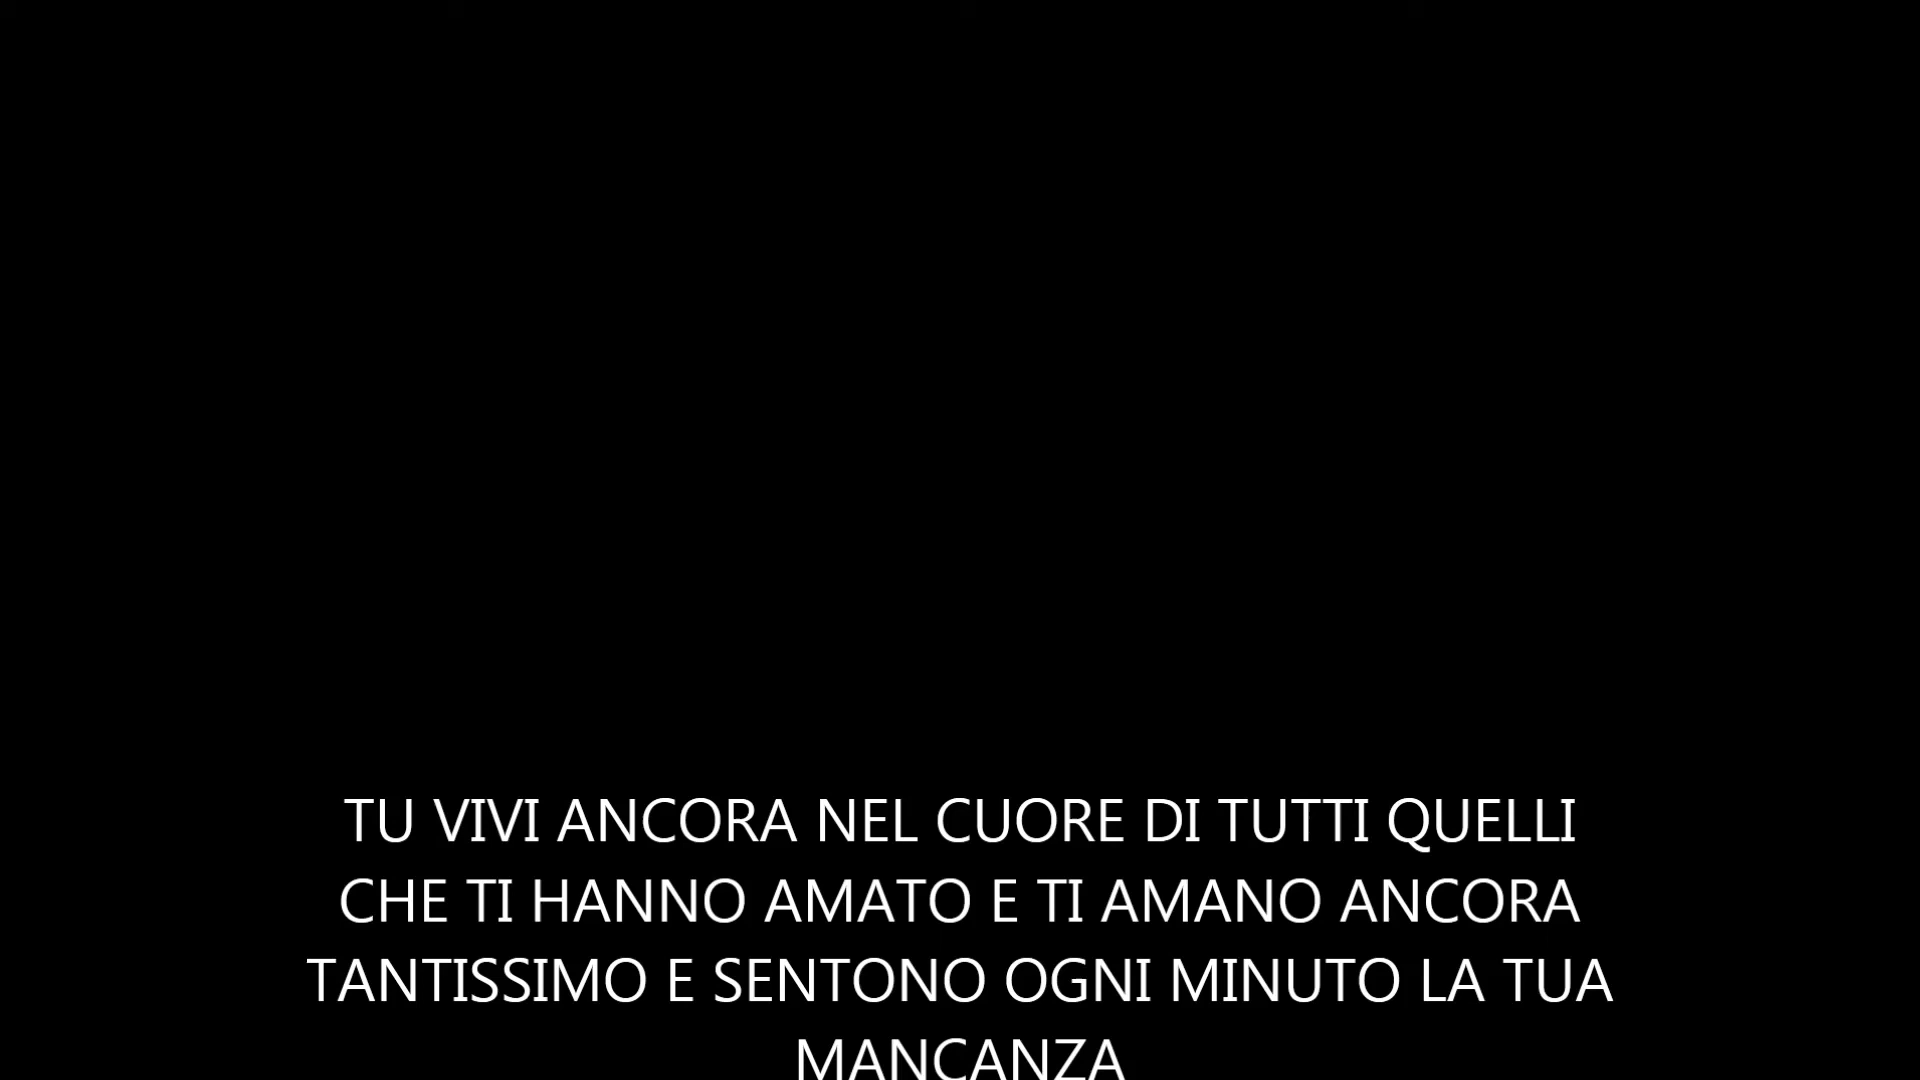 TU VIVI ANCORA NEL CUORE DI TUTTI QUELLI
CHE TI HANNO AMATO E TI AMANO ANCORA
TANTISSIMO E SENTONO OGNI MINUTO LA TUA
MANCANZA